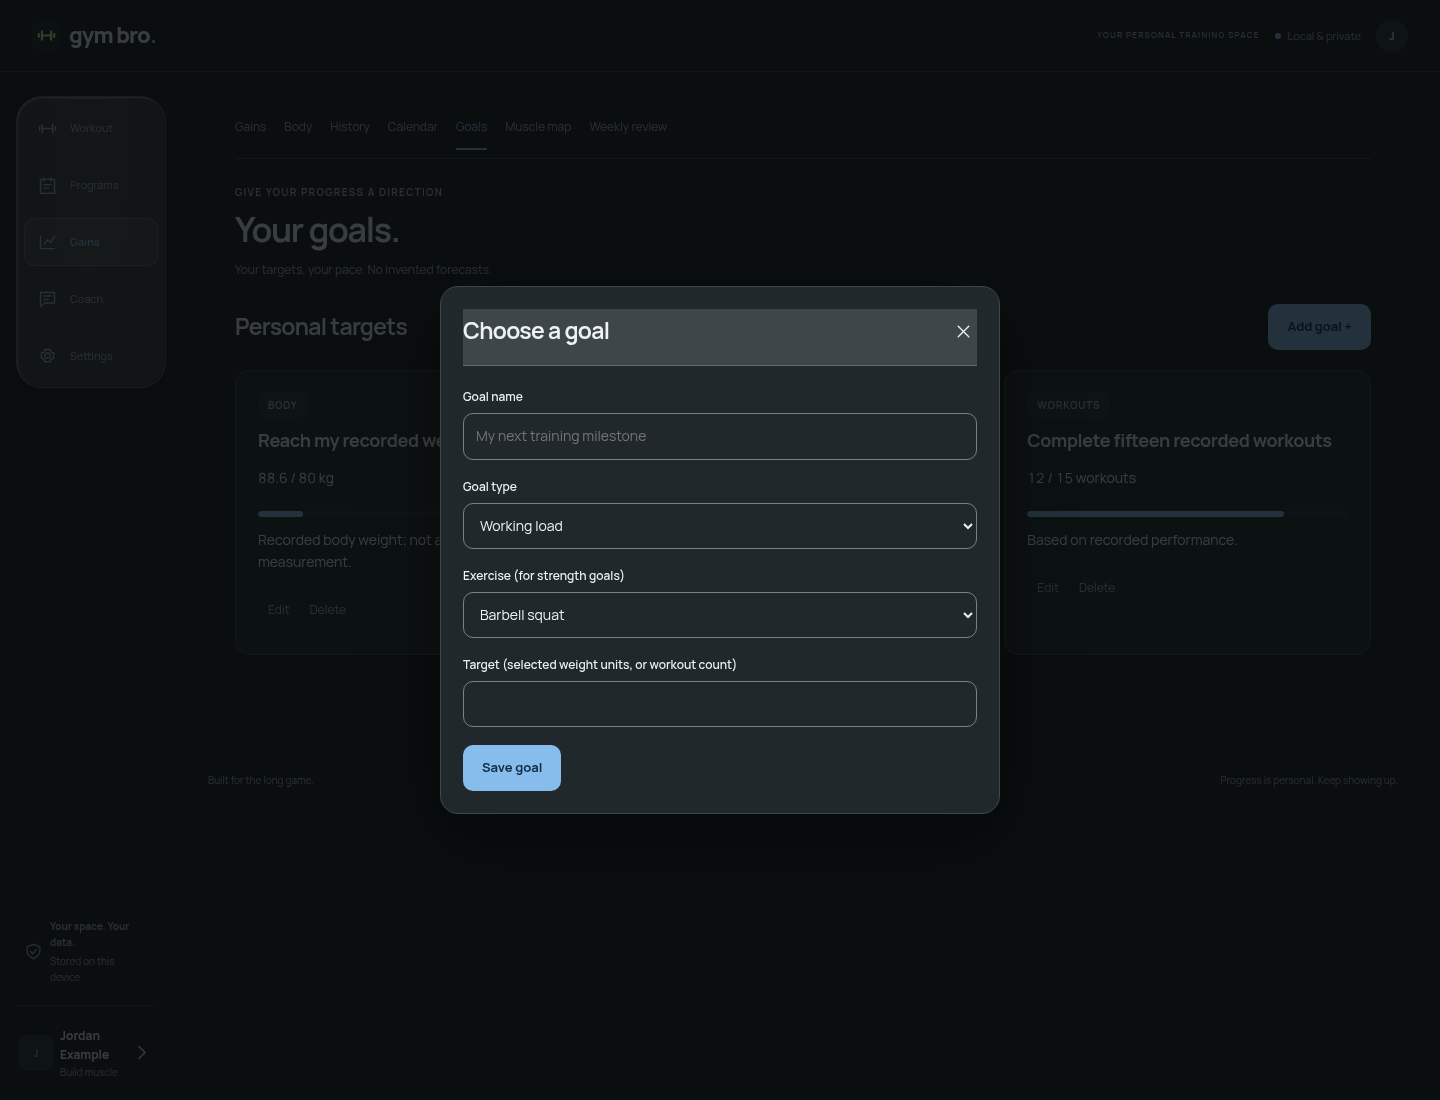 gym bro.
YOUR PERSONAL TRAINING SPACE
Local & private
J
Workout
Programs
Gains
Coach
Settings
Gains Body History Calendar Goals Muscle map Weekly review
GIVE YOUR PROGRESS A DIRECTION
Your goals.
Your targets, your pace. No invented forecasts.
Personal targets
Add goal +
BODY
Reach my recorded we
88.6 / 80 kg
Recorded body weight; not a
measurement.
Edit Delete
WORKOUTS
Complete fifteen recorded workouts
12 / 15 workouts
Based on recorded performance.
Edit Delete
Choose a goal
Goal name
My next training milestone
Goal type
Working load
Exercise (for strength goals)
Barbell squat
Target (selected weight units, or workout count)
Save goal
Built for the long game.
Progress is personal. Keep showing up.
Your space. Your
data.
Stored on this
device
J
Jordan
Example
Build muscle